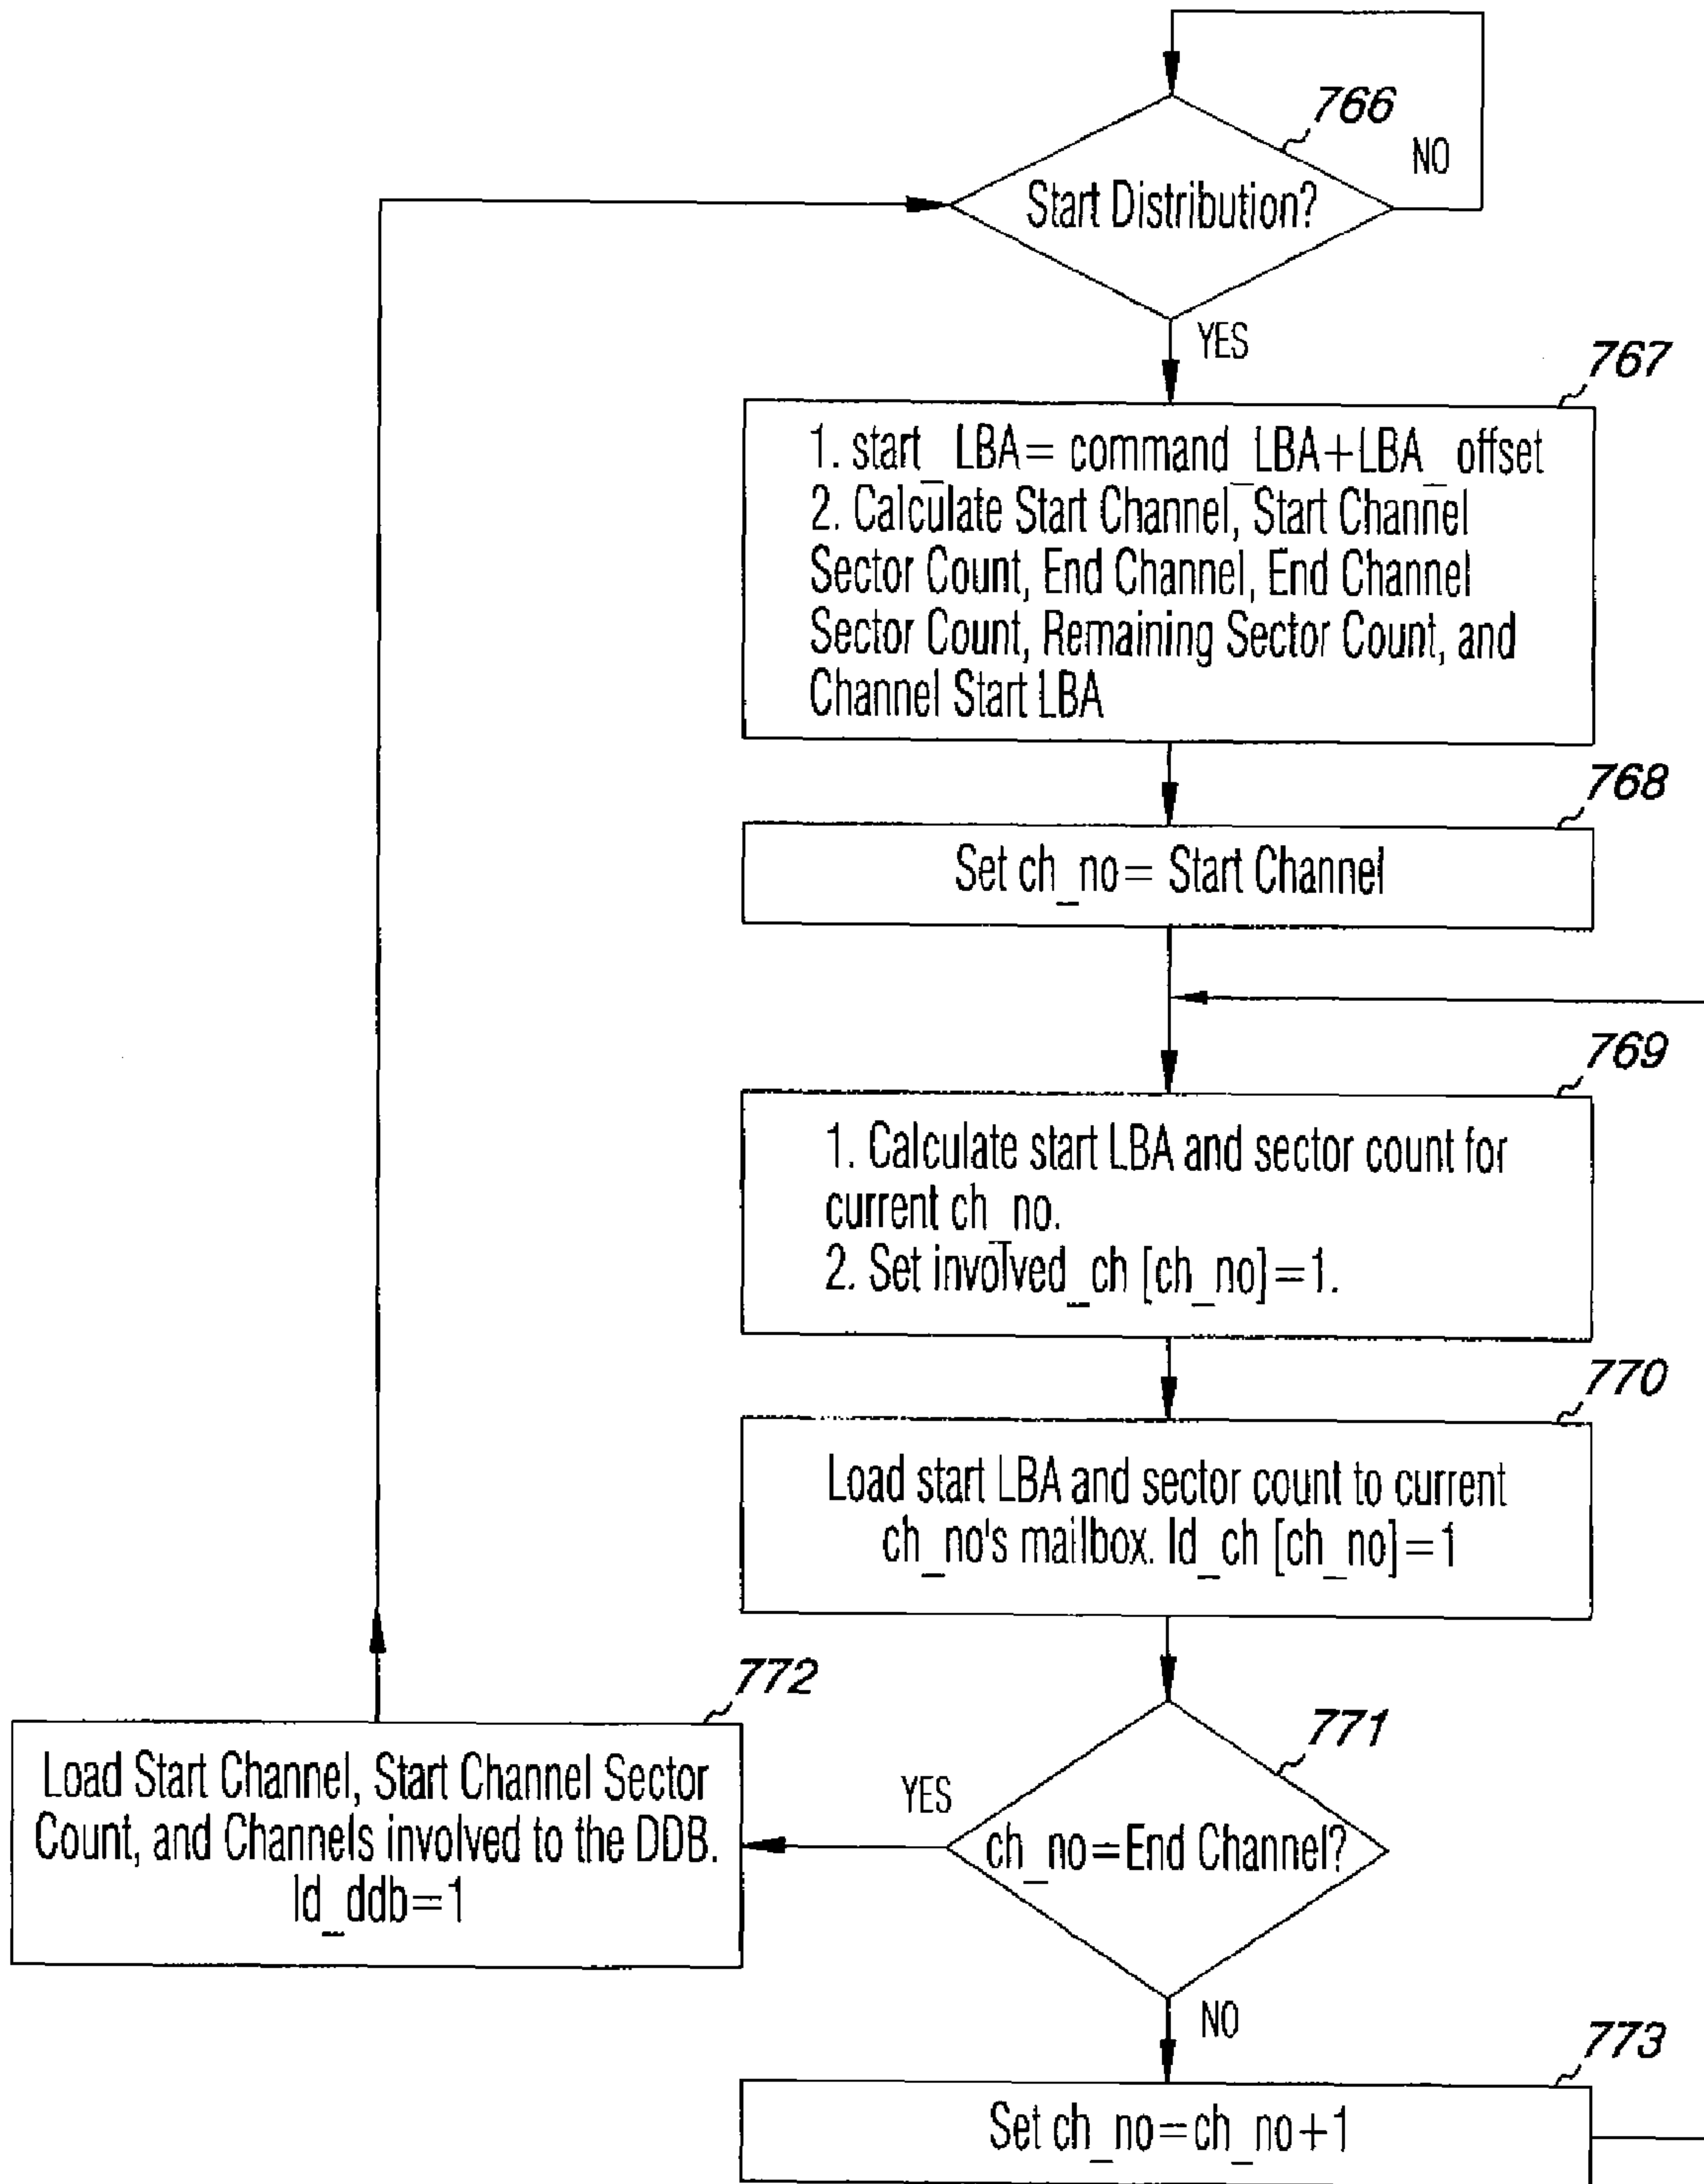 766
NO
Start Distribution?
YES
767
1. start_LBA= command_LBA+LBA_offset
2. Calculate Start Channel, Start Channel
Sector Count, End Channel, End Channel
Sector Count, Remaining Sector Count, and
Channel Start LBA
768
Set ch_no= Start Channel
769
1. Calculate start LBA and sector count for
current ch_no.
2. Set involved_ch [ch_no]=1.
770
Load start LBA and sector count to current
ch_no's mailbox. ld_ch [ch_no]=1
772
771
Load Start Channel, Start Channel Sector
Count, and Channels involved to the DDB.
ld_ddb=1
YES
ch_no=End Channel?
NO
773
Set ch_no=ch_no+1